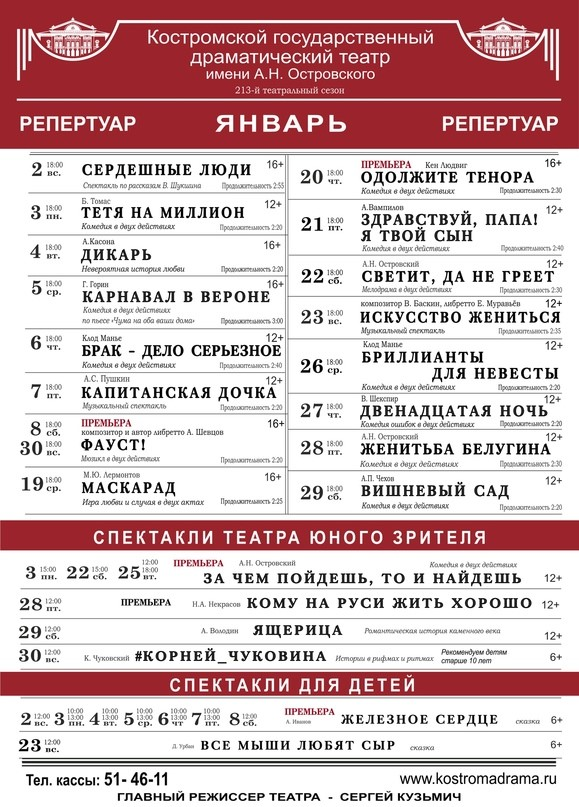 Костромской государственный
драматический театр
имени А.Н. Островского
213-й театральный сезон
РЕПЕРТУАР
ЯНВАРЬ
РЕПЕРТУАР
2 18:00 вс.
СЕРДЕШНЫЕ ЛЮДИ 16+
Спектакль по рассказам В. Шукшина Продолжительность 2:55
3 18:00 пн.
Б. Томас
ТЕТЯ НА МИЛЛИОН 12+
Комедия в двух действиях Продолжительность 2:20
4 18:00 вт.
А.Касона
ДИКАРЬ 16+
Невероятная история любви Продолжительность 2:20
5 18:00 ср.
Г. Горин
КАРНАВАЛ В ВЕРОНЕ 16+
Комедия в двух действиях
по пьесе «Чума на оба ваши дома» Продолжительность 3:00
6 18:00 чт.
Клод Манье
БРАК – ДЕЛО СЕРЬЕЗНОЕ 12+
Комедия в двух действиях Продолжительность 2:40
7 18:00 пт.
А.С. Пушкин
КАПИТАНСКАЯ ДОЧКА 12+
Музыкальный спектакль Продолжительность 2:20
8 18:00 сб.
30 18:00 вс.
ПРЕМЬЕРА
композитор и автор либретто А. Шевцов
ФАУСТ! 16+
Мюзикл в двух действиях Продолжительность 2:20
19 18:00 ср.
М.Ю. Лермонтов
МАСКАРАД 16+
Игра любви и случая в двух актах Продолжительность 2:25
20 18:00 чт.
ПРЕМЬЕРА Кен Людвиг 16+
ОДОЛЖИТЕ ТЕНОРА
Комедия в двух действиях Продолжительность 2:30
21 18:00 пт.
А.Вампилов 12+
ЗДРАВСТВУЙ, ПАПА!
Я ТВОЙ СЫН
Комедия в двух действиях Продолжительность 2:40
22 18:00 сб.
А.Н. Островский 12+
СВЕТИТ, ДА НЕ ГРЕЕТ
Мелодрама в двух действиях Продолжительность 2:30
23 18:00 вс.
композитор В. Баскин, либретто Е. Муравьёв 12+
ИСКУССТВО ЖЕНИТЬСЯ
Музыкальный спектакль Продолжительность 2:35
26 18:00 ср.
Клод Манье 12+
БРИЛЛИАНТЫ
ДЛЯ НЕВЕСТЫ
Комедия в двух действиях Продолжительность 2:20
27 18:00 чт.
В. Шекспир 12+
ДВЕНАДЦАТАЯ НОЧЬ
Комедия ошибок в двух действиях Продолжительность 2:20
28 18:00 пт.
А.Н. Островский 12+
ЖЕНИТЬБА БЕЛУГИНА
Комедия в двух действиях Продолжительность 2:30
29 18:00 сб.
А.П. Чехов 12+
ВИШНЕВЫЙ САД
Комедия в двух действиях Продолжительность 2:20
СПЕКТАКЛИ ТЕАТРА ЮНОГО ЗРИТЕЛЯ
3 15:00 пн. 22 15:00 сб. 25 12:00 18:00 вт.
ПРЕМЬЕРА А.Н. Островский Комедия в двух действиях
ЗА ЧЕМ ПОЙДЕШЬ, ТО И НАЙДЕШЬ 12+
28 12:00 пт. ПРЕМЬЕРА Н.А. Некрасов КОМУ НА РУСИ ЖИТЬ ХОРОШО 12+
29 12:00 сб. А. Володин ЯЩЕРИЦА Романтическая история каменного века 12+
30 12:00 вс. К. Чуковский #КОРНЕЙ_ЧУКОВИНА Истории в рифмах и ритмах Рекомендуем детям старше 10 лет 6+
СПЕКТАКЛИ ДЛЯ ДЕТЕЙ
2 12:00 вс. 3 10:00 13:00 пн. 4 10:00 13:00 вт. 5 10:00 13:00 ср. 6 10:00 13:00 чт 7 10:00 13:00 пт. 8 12:00 сб.
ПРЕМЬЕРА
А. Иванов ЖЕЛЕЗНОЕ СЕРДЦЕ сказка 6+
23 12:00 вс. Д. Урбан ВСЕ МЫШИ ЛЮБЯТ СЫР сказка 6+
Тел. кассы: 51- 46-11
www.kostromadrama.ru
ГЛАВНЫЙ РЕЖИССЕР ТЕАТРА - СЕРГЕЙ КУЗЬМИЧ